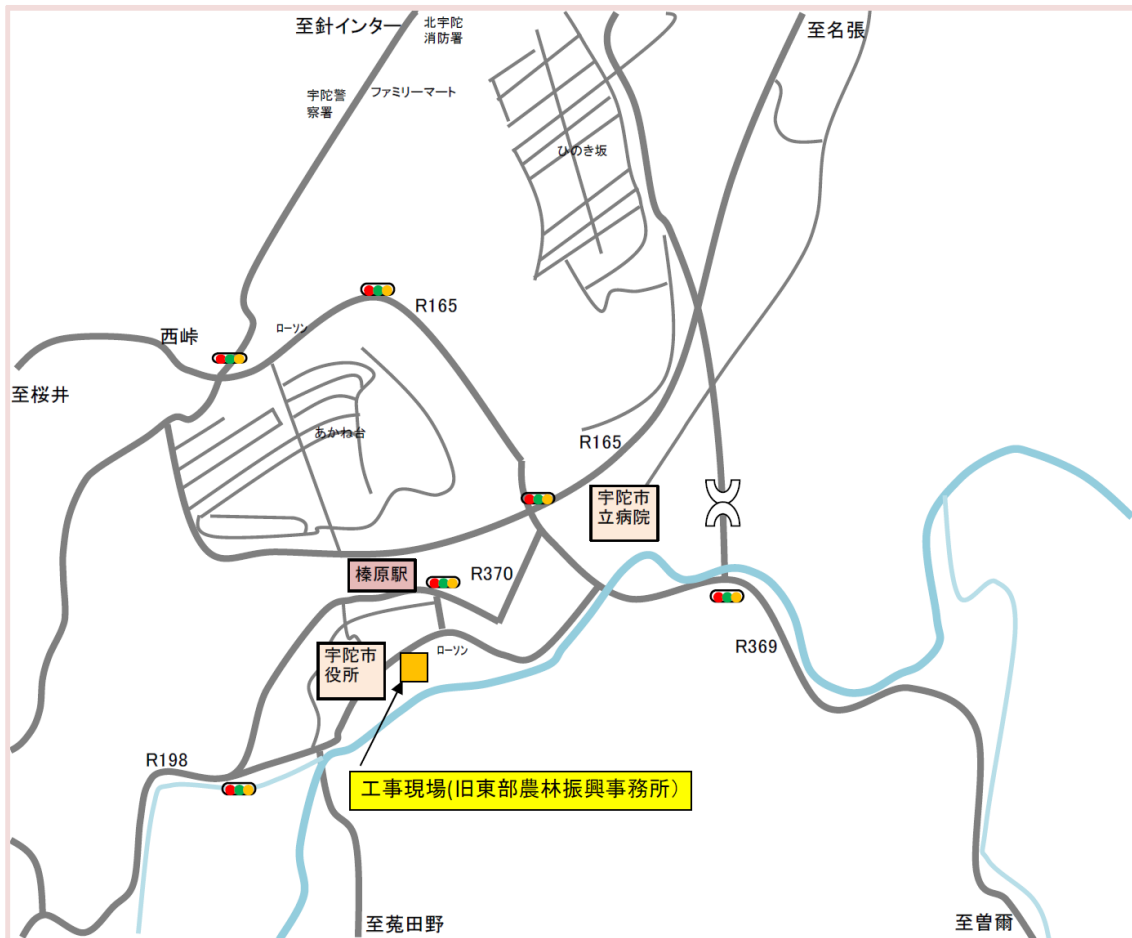 至針インター
北宇陀
消防署
至名張
宇陀警
察署
ファミリーマート
ひのき坂
R165
ローソン
西峠
至桜井
あかね台
R165
宇陀市
立病院
榛原駅
R370
R369
宇陀市
役所
ローソン
R198
工事現場(旧東部農林振興事務所)
至菟田野
至曽爾